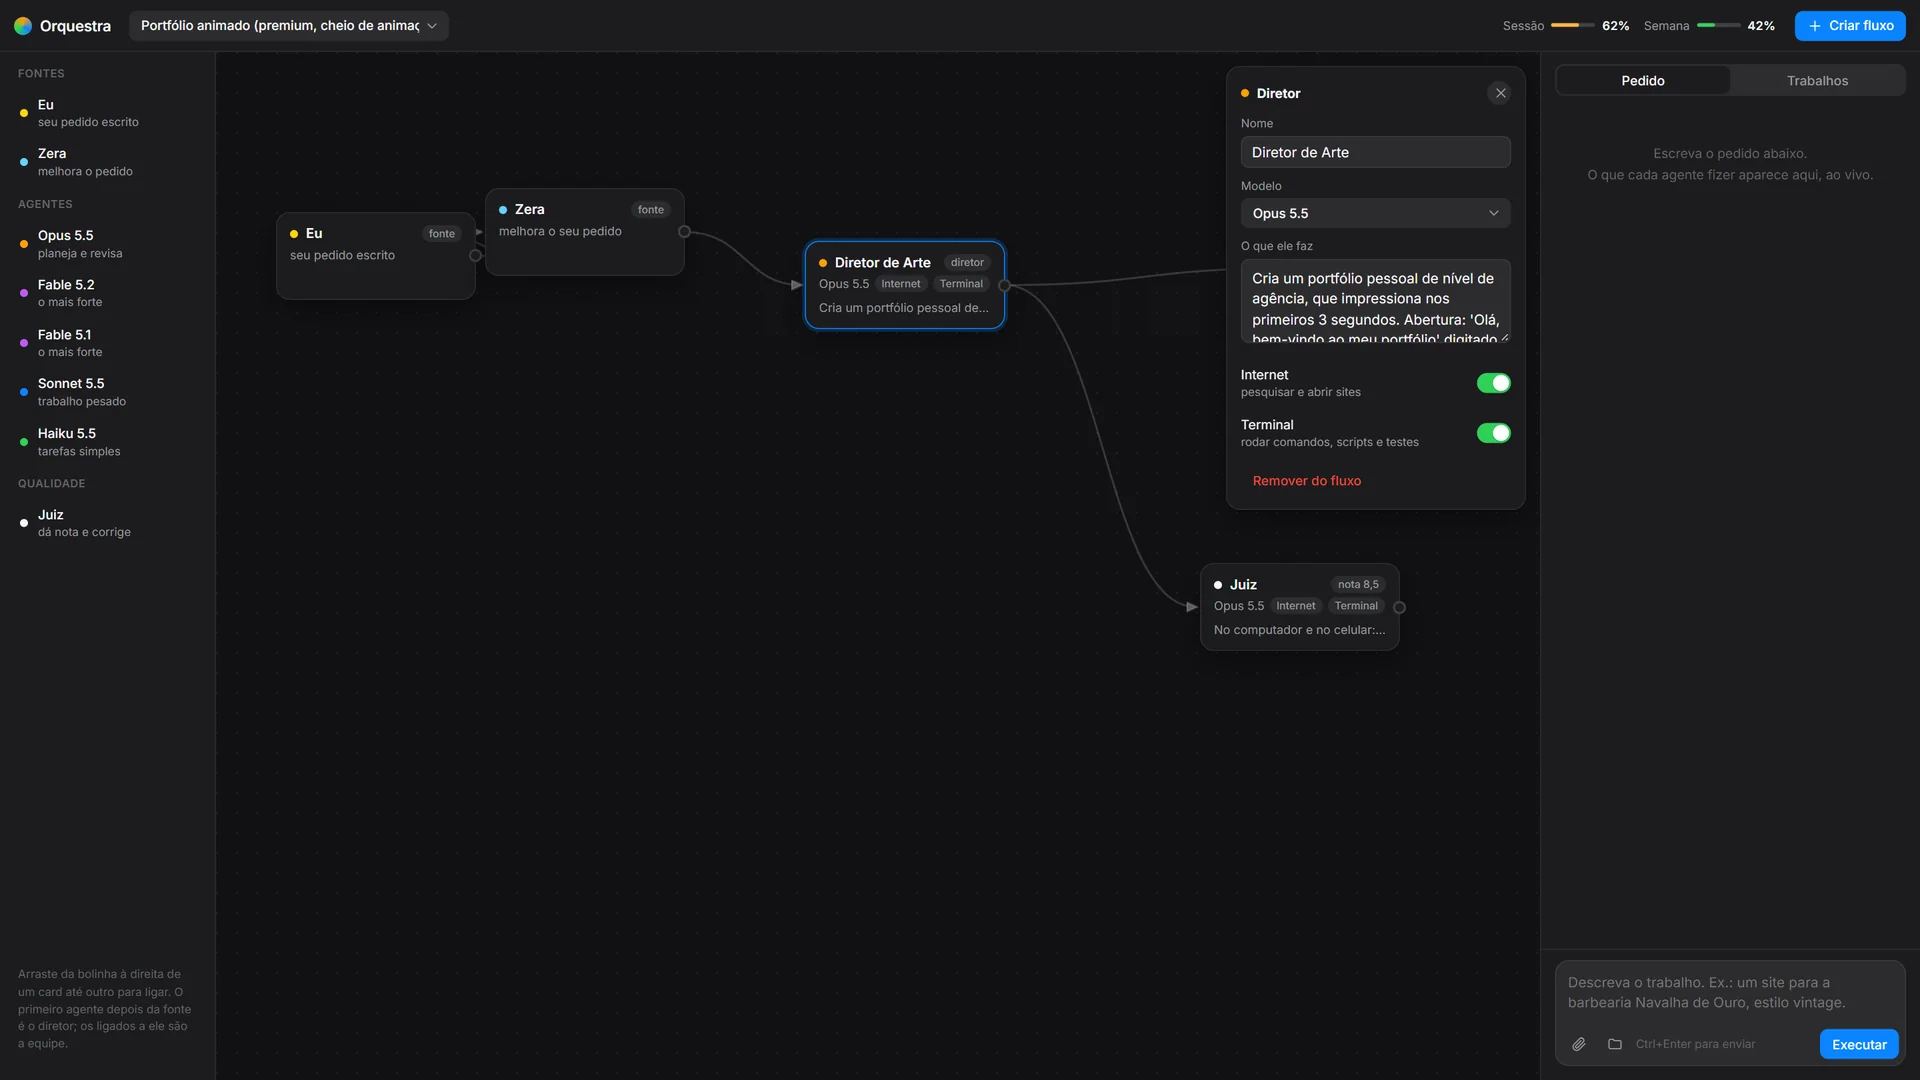 Orquestra
Portfólio animado (premium, cheio de animaç
Sessão 62% Semana 42%
+ Criar fluxo
FONTES
Eu
seu pedido escrito
Zera
melhora o pedido
AGENTES
Opus 5.5
planeja e revisa
Fable 5.2
o mais forte
Fable 5.1
o mais forte
Sonnet 5.5
trabalho pesado
Haiku 5.5
tarefas simples
QUALIDADE
Juiz
dá nota e corrige
Arraste da bolinha à direita de
um card até outro para ligar. O
primeiro agente depois da fonte
é o diretor; os ligados a ele são
a equipe.
Eu fonte
seu pedido escrito
Zera fonte
melhora o seu pedido
Diretor de Arte diretor
Opus 5.5 Internet Terminal
Cria um portfólio pessoal de...
Juiz nota 8,5
Opus 5.5 Internet Terminal
No computador e no celular:...
Diretor
Nome
Diretor de Arte
Modelo
Opus 5.5
O que ele faz
Cria um portfólio pessoal de nível de
agência, que impressiona nos
primeiros 3 segundos. Abertura: 'Olá,
bem-vindo ao meu portfólio' digitado
Internet
pesquisar e abrir sites
Terminal
rodar comandos, scripts e testes
Remover do fluxo
Pedido Trabalhos
Escreva o pedido abaixo.
O que cada agente fizer aparece aqui, ao vivo.
Descreva o trabalho. Ex.: um site para a
barbearia Navalha de Ouro, estilo vintage.
Ctrl+Enter para enviar
Executar